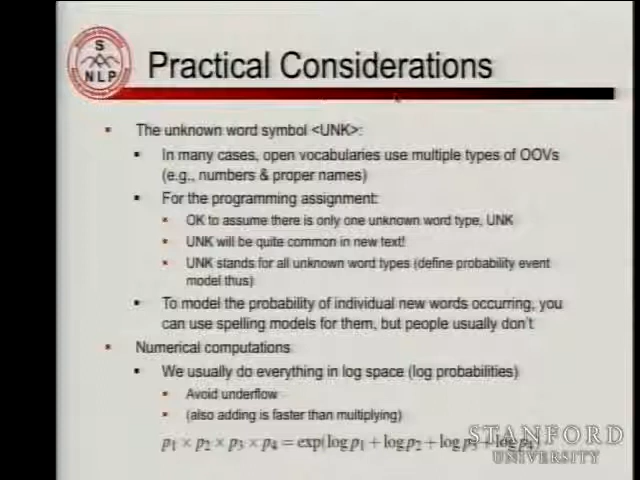 S
NLP
Practical Considerations
The unknown word symbol <UNK>:
In many cases, open vocabularies use multiple types of OOVs
(e.g., numbers & proper names)
For the programming assignment:
OK to assume there is only one unknown word type, UNK
UNK will be quite common in new text!
UNK stands for all unknown word types (define probability event
model thus)
To model the probability of individual new words occurring, you
can use spelling models for them, but people usually don't
Numerical computations
We usually do everything in log space (log probabilities)
Avoid underflow
(also adding is faster than multiplying)
p₁ × p₂ × p₃ × p₄ = exp(log p₁ + log p₂ + log p₃ + log p₄)
STANFORD
UNIVERSITY